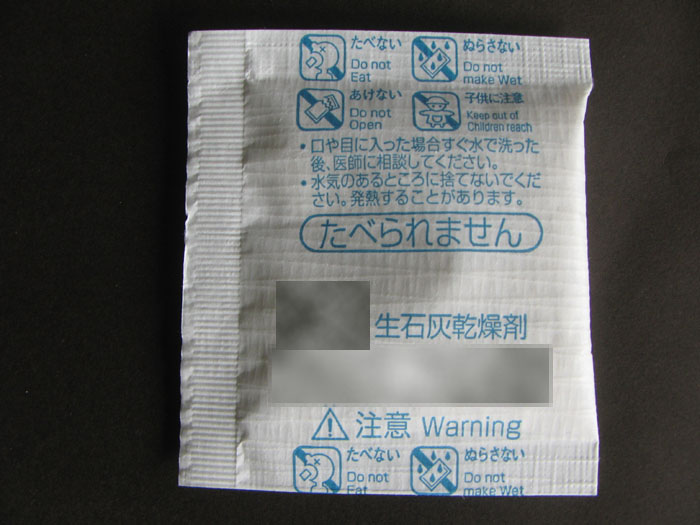 たべない
Do not
Eat
ぬらさない
Do not
make Wet
あけない
Do not
Open
子供に注意
Keep out of
Children reach
・口や目に入った場合すぐ水で洗った
後、医師に相談してください。
・水気のあるところに捨てないでくだ
さい。発熱することがあります。
たべられません
生石灰乾燥剤
注意 Warning
たべない
Do not
Eat
ぬらさない
Do not
make Wet